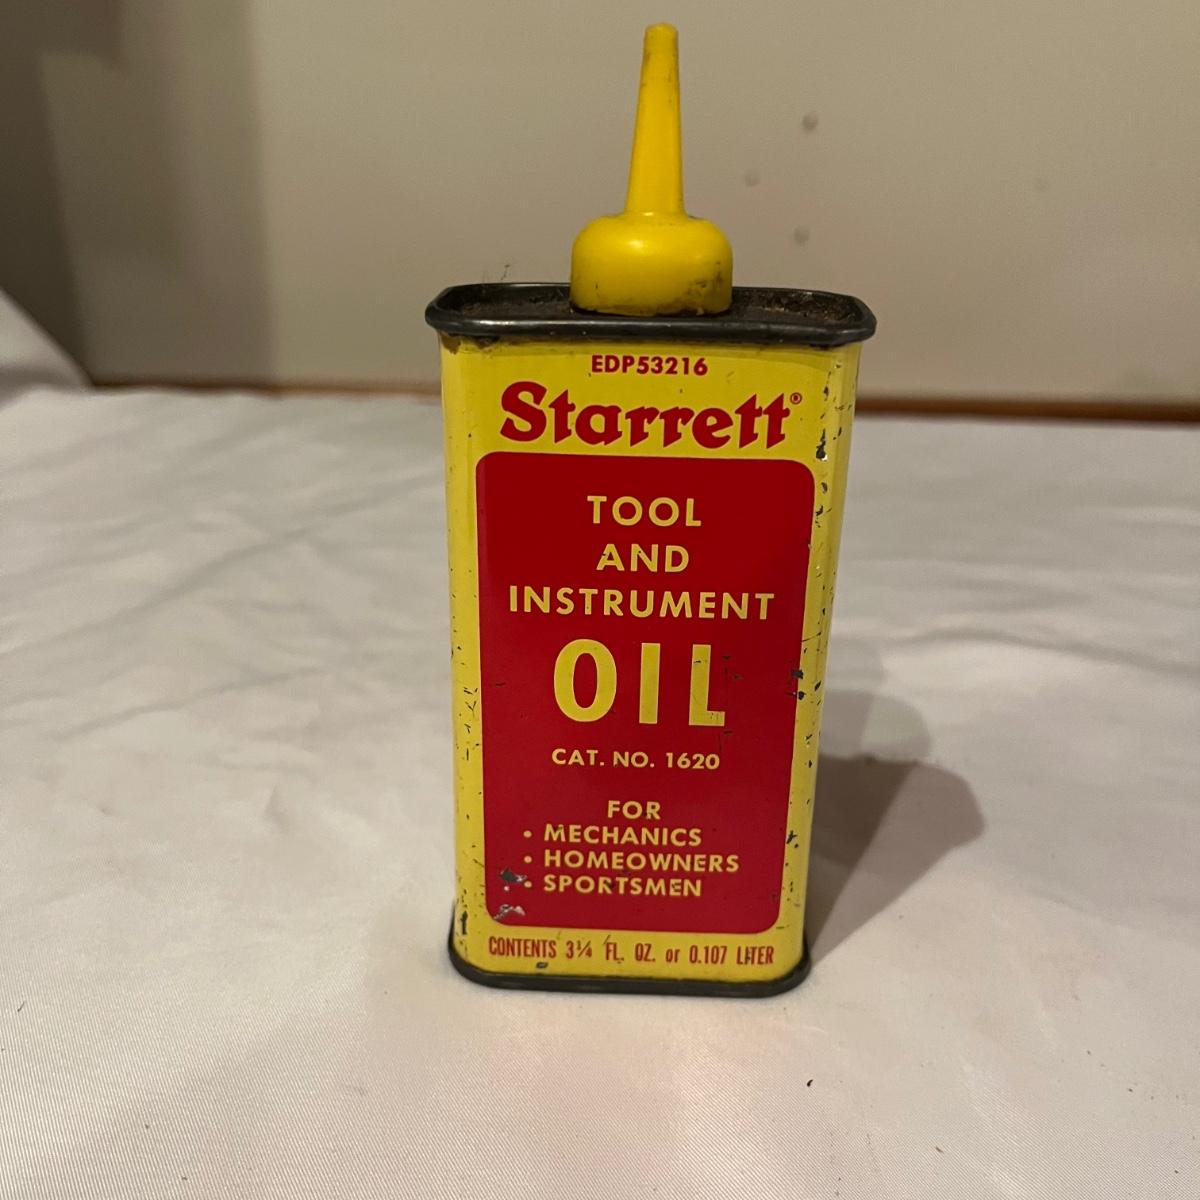 EDP53216
Starrett®
TOOL
AND
INSTRUMENT
OIL
CAT. NO. 1620
FOR
• MECHANICS
• HOMEOWNERS
• SPORTSMEN
CONTENTS 3¼ FL. OZ. or 0.107 LITER